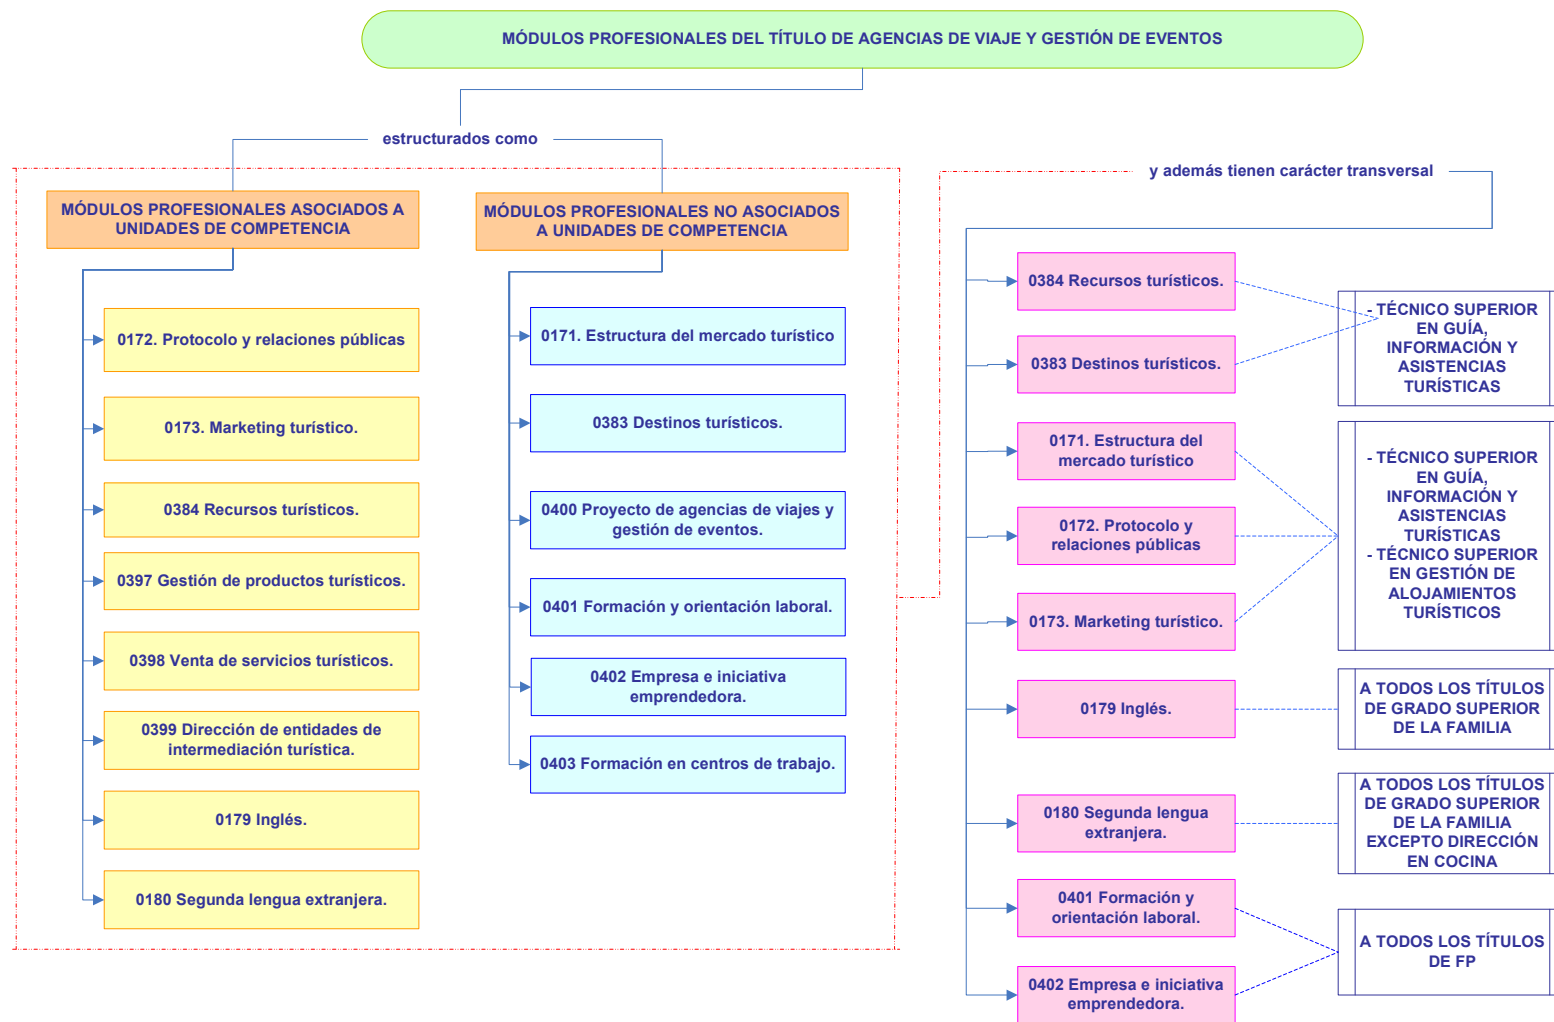 MÓDULOS PROFESIONALES DEL TÍTULO DE AGENCIAS DE VIAJE Y GESTIÓN DE EVENTOS
estructurados como
MÓDULOS PROFESIONALES ASOCIADOS A
UNIDADES DE COMPETENCIA
0172. Protocolo y relaciones públicas
0173. Marketing turístico.
0384 Recursos turísticos.
0397 Gestión de productos turísticos.
0398 Venta de servicios turísticos.
0399 Dirección de entidades de
intermediación turística.
0179 Inglés.
0180 Segunda lengua extranjera.
MÓDULOS PROFESIONALES NO ASOCIADOS
A UNIDADES DE COMPETENCIA
0171. Estructura del mercado turístico
0383 Destinos turísticos.
0400 Proyecto de agencias de viajes y
gestión de eventos.
0401 Formación y orientación laboral.
0402 Empresa e iniciativa
emprendedora.
0403 Formación en centros de trabajo.
y además tienen carácter transversal
0384 Recursos turísticos.
0383 Destinos turísticos.
- TÉCNICO SUPERIOR
EN GUÍA,
INFORMACIÓN Y
ASISTENCIAS
TURÍSTICAS
0171. Estructura del
mercado turístico
0172. Protocolo y
relaciones públicas
0173. Marketing turístico.
- TÉCNICO SUPERIOR
EN GUÍA,
INFORMACIÓN Y
ASISTENCIAS
TURÍSTICAS
- TÉCNICO SUPERIOR
EN GESTIÓN DE
ALOJAMIENTOS
TURÍSTICOS
0179 Inglés.
A TODOS LOS TÍTULOS
DE GRADO SUPERIOR
DE LA FAMILIA
0180 Segunda lengua
extranjera.
A TODOS LOS TÍTULOS
DE GRADO SUPERIOR
DE LA FAMILIA
EXCEPTO DIRECCIÓN
EN COCINA
0401 Formación y
orientación laboral.
0402 Empresa e iniciativa
emprendedora.
A TODOS LOS TÍTULOS
DE FP